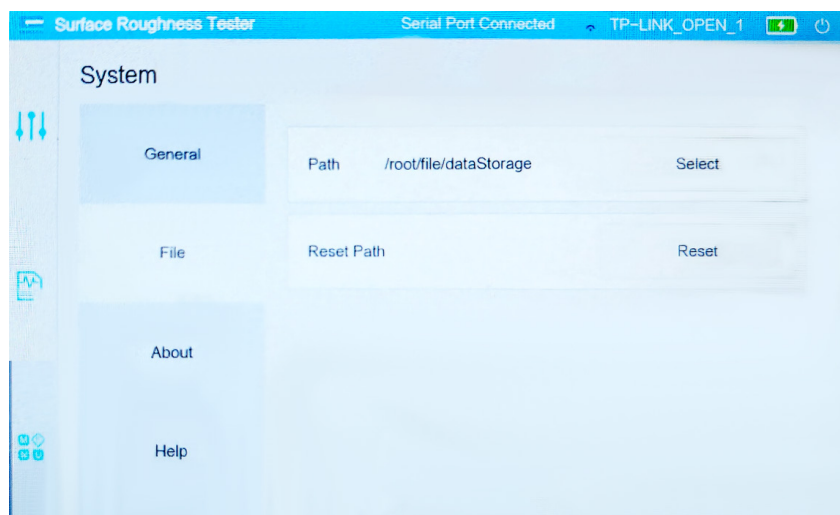 Surface Roughness Tester Serial Port Connected TP-LINK_OPEN_1
System
General
Path /root/file/dataStorage Select
File
Reset Path Reset
About
Help